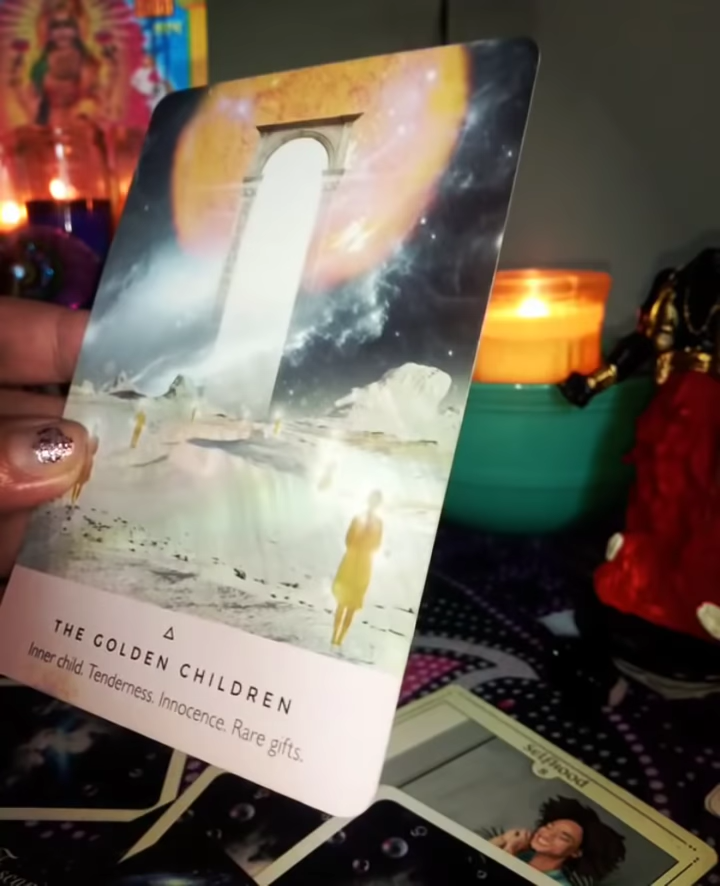 THE GOLDEN CHILDREN
Inner child. Tenderness. Innocence. Rare gifts.
selfhood